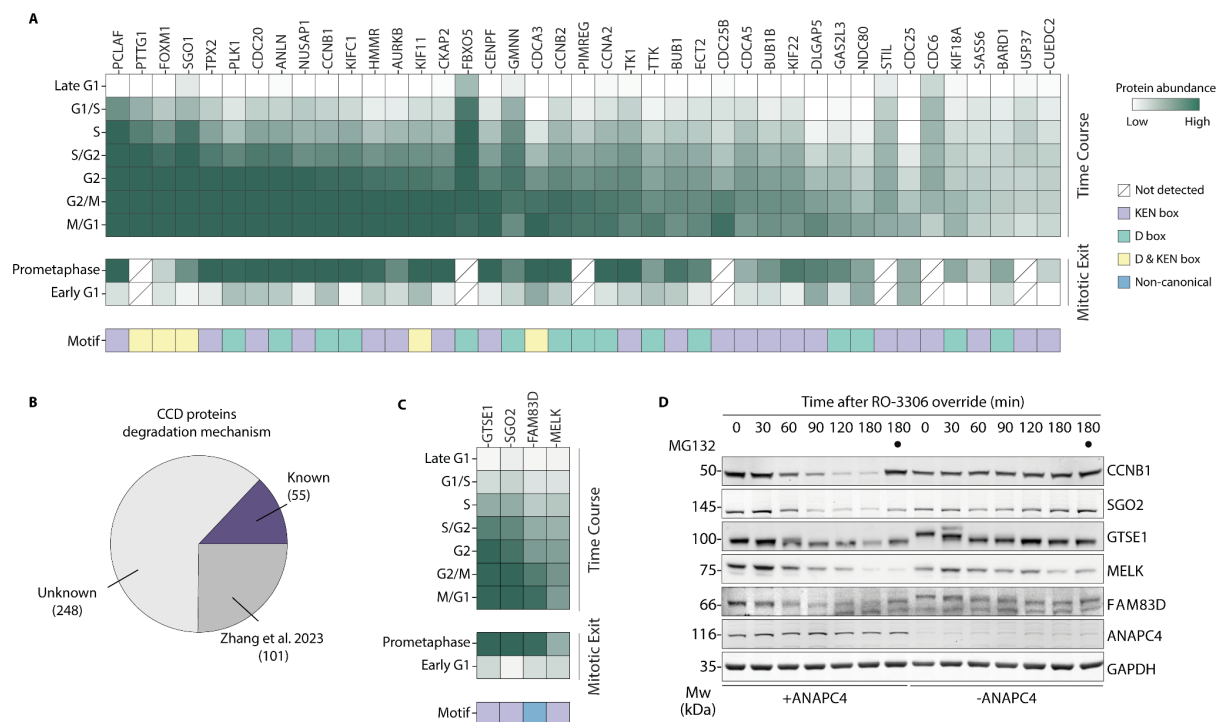 A
PCLAF PTTG1 FOXM1 SGO1 TPX2 PLK1 CDC20 ANLN NUSAP1 CCNB1 KIFC1 HMMR AURKB KIF11 CKAP2 FBXO5 CENPF GMNN CDCA3 CCNB2 PIMREG CCNA2 TK1 TTK BUB1 ECT2 CDC25B CDCA5 BUB1B KIF22 DLGAP5 GAS2L3 NDC80 STIL CDC25 CDC6 KIF18A SASS6 BARD1 USP37 CUEDC2
Late G1
G1/S
S
S/G2
G2
G2/M
M/G1
Time Course
Prometaphase
Early G1
Mitotic Exit
Motif
Protein abundance
Low High
Not detected
KEN box
D box
D & KEN box
Non-canonical
B
CCD proteins
degradation mechanism
Known
(55)
Unknown
(248)
Zhang et al. 2023
(101)
C
GTSE1 SGO2 FAM83D MELK
Late G1
G1/S
S
S/G2
G2
G2/M
M/G1
Time Course
Prometaphase
Early G1
Mitotic Exit
Motif
D
Time after RO-3306 override (min)
0 30 60 90 120 180 180 0 30 60 90 120 180 180
MG132
50 CCNB1
145 SGO2
100 GTSE1
75 MELK
66 FAM83D
116 ANAPC4
35 GAPDH
Mw
(kDa)
+ANAPC4 -ANAPC4